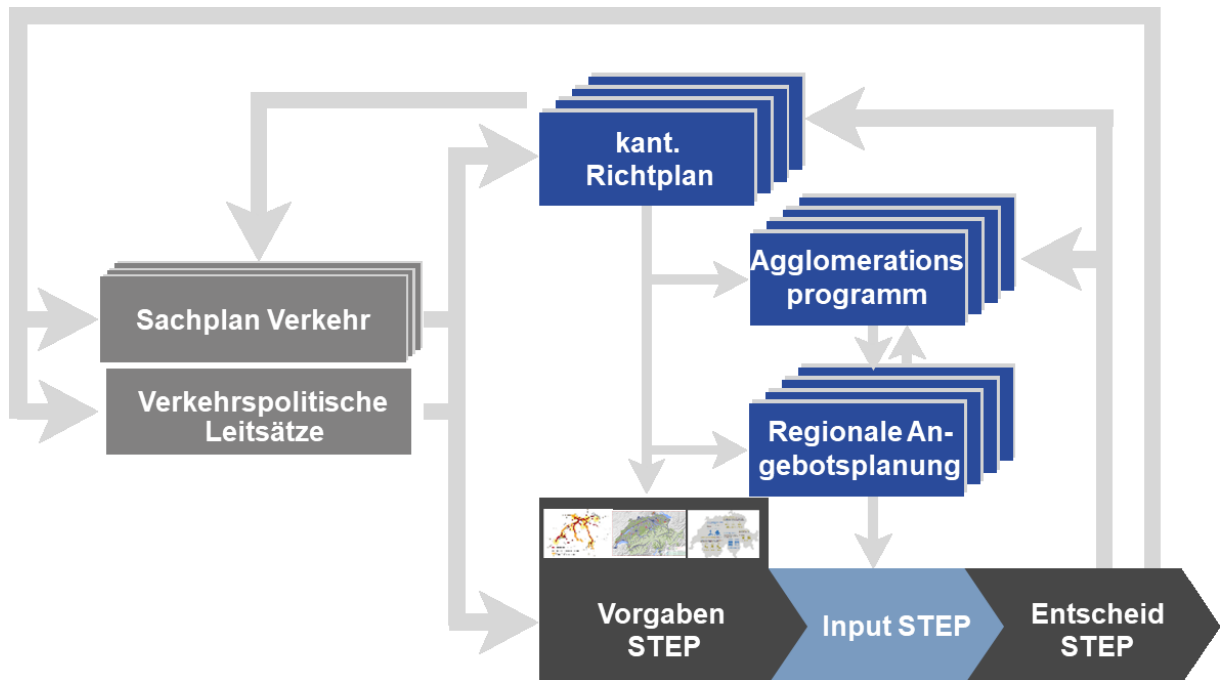 kant.
Richtplan
Agglomerations
programm
Sachplan Verkehr
Verkehrspolitische
Leitsätze
Regionale An-
gebotsplanung
Vorgaben
STEP
Input STEP
Entscheid
STEP